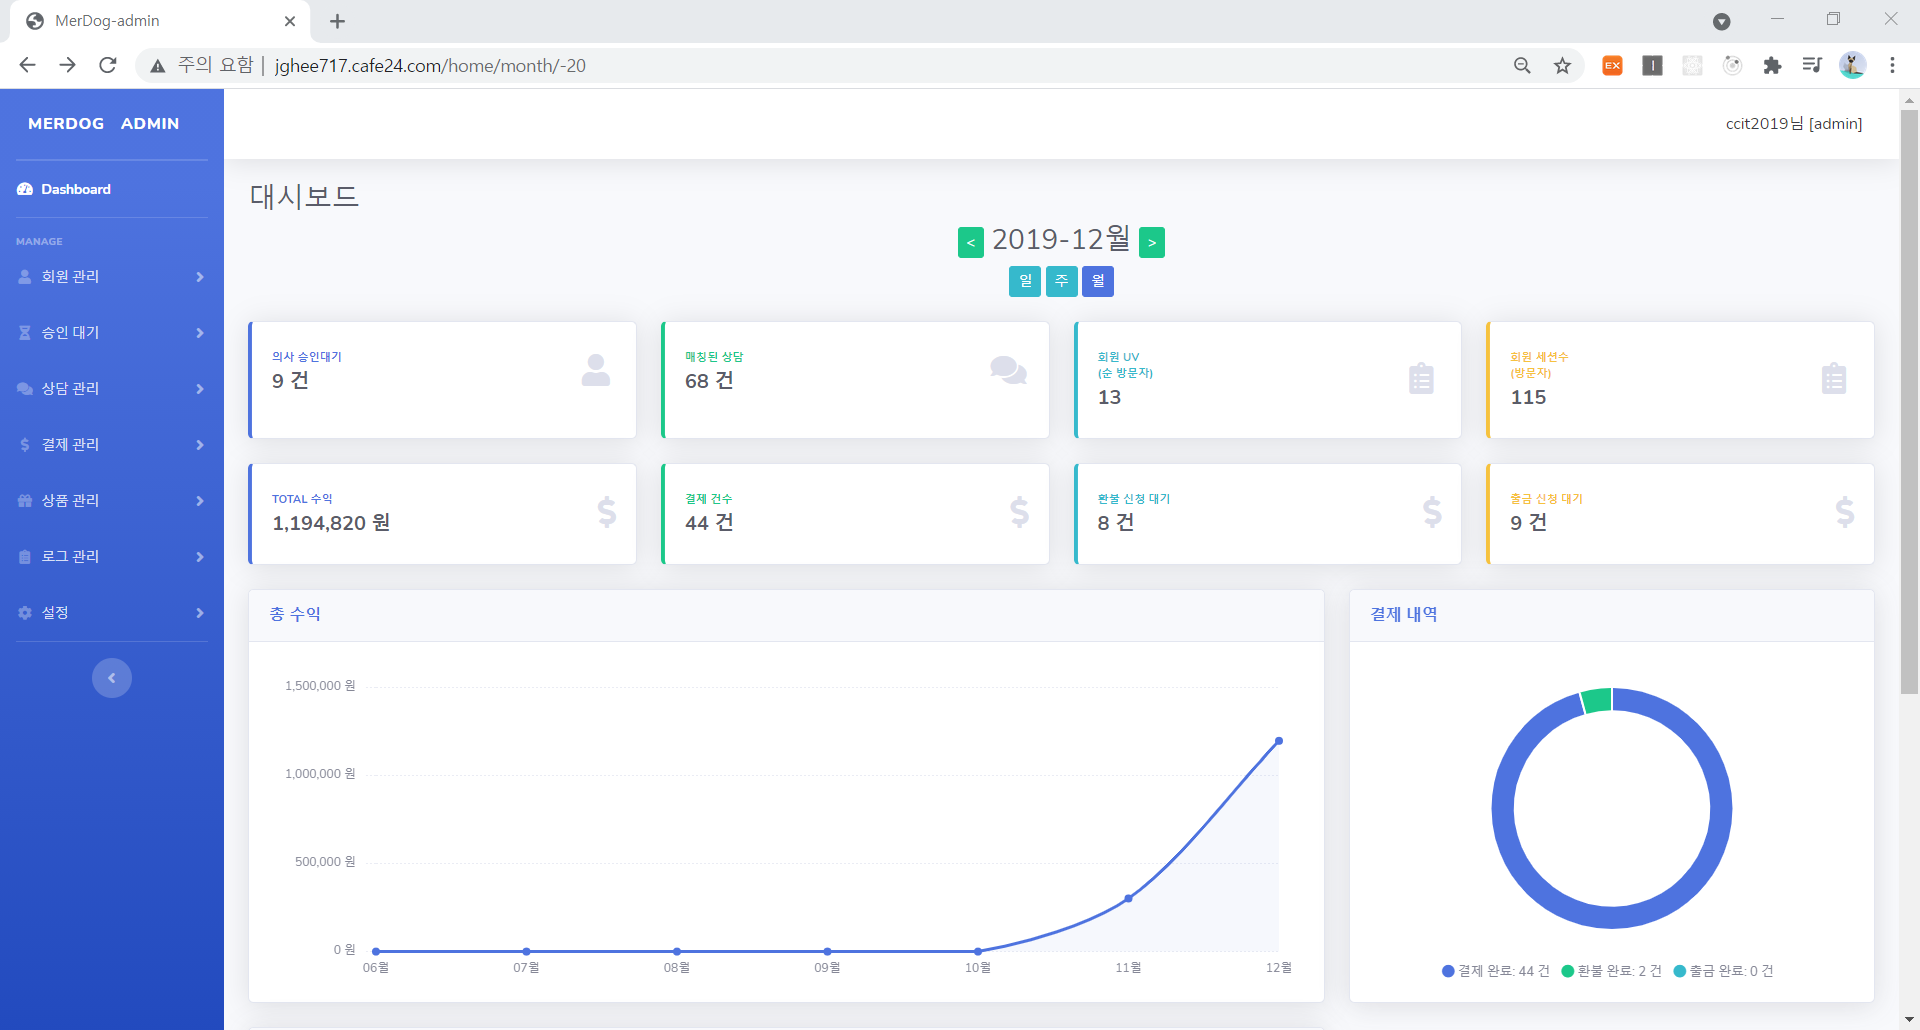 MerDog-admin
주의 요함 | jghee717.cafe24.com/home/month/-20
EX
MERDOG ADMIN
ccit2019님 [admin]
Dashboard
MANAGE
회원 관리
승인 대기
상담 관리
결제 관리
상품 관리
로그 관리
설정
대시보드
< 2019-12월 >
일 주 월
의사 승인대기
9 건
매칭된 상담
68 건
회원 UV
(순 방문자)
13
회원 세션수
(방문자)
115
TOTAL 수익
1,194,820 원
결제 건수
44 건
환불 신청 대기
8 건
출금 신청 대기
9 건
총 수익
1,500,000 원
1,000,000 원
500,000 원
0 원
06월 07월 08월 09월 10월 11월 12월
결제 내역
결제 완료: 44 건 환불 완료: 2 건 출금 완료: 0 건